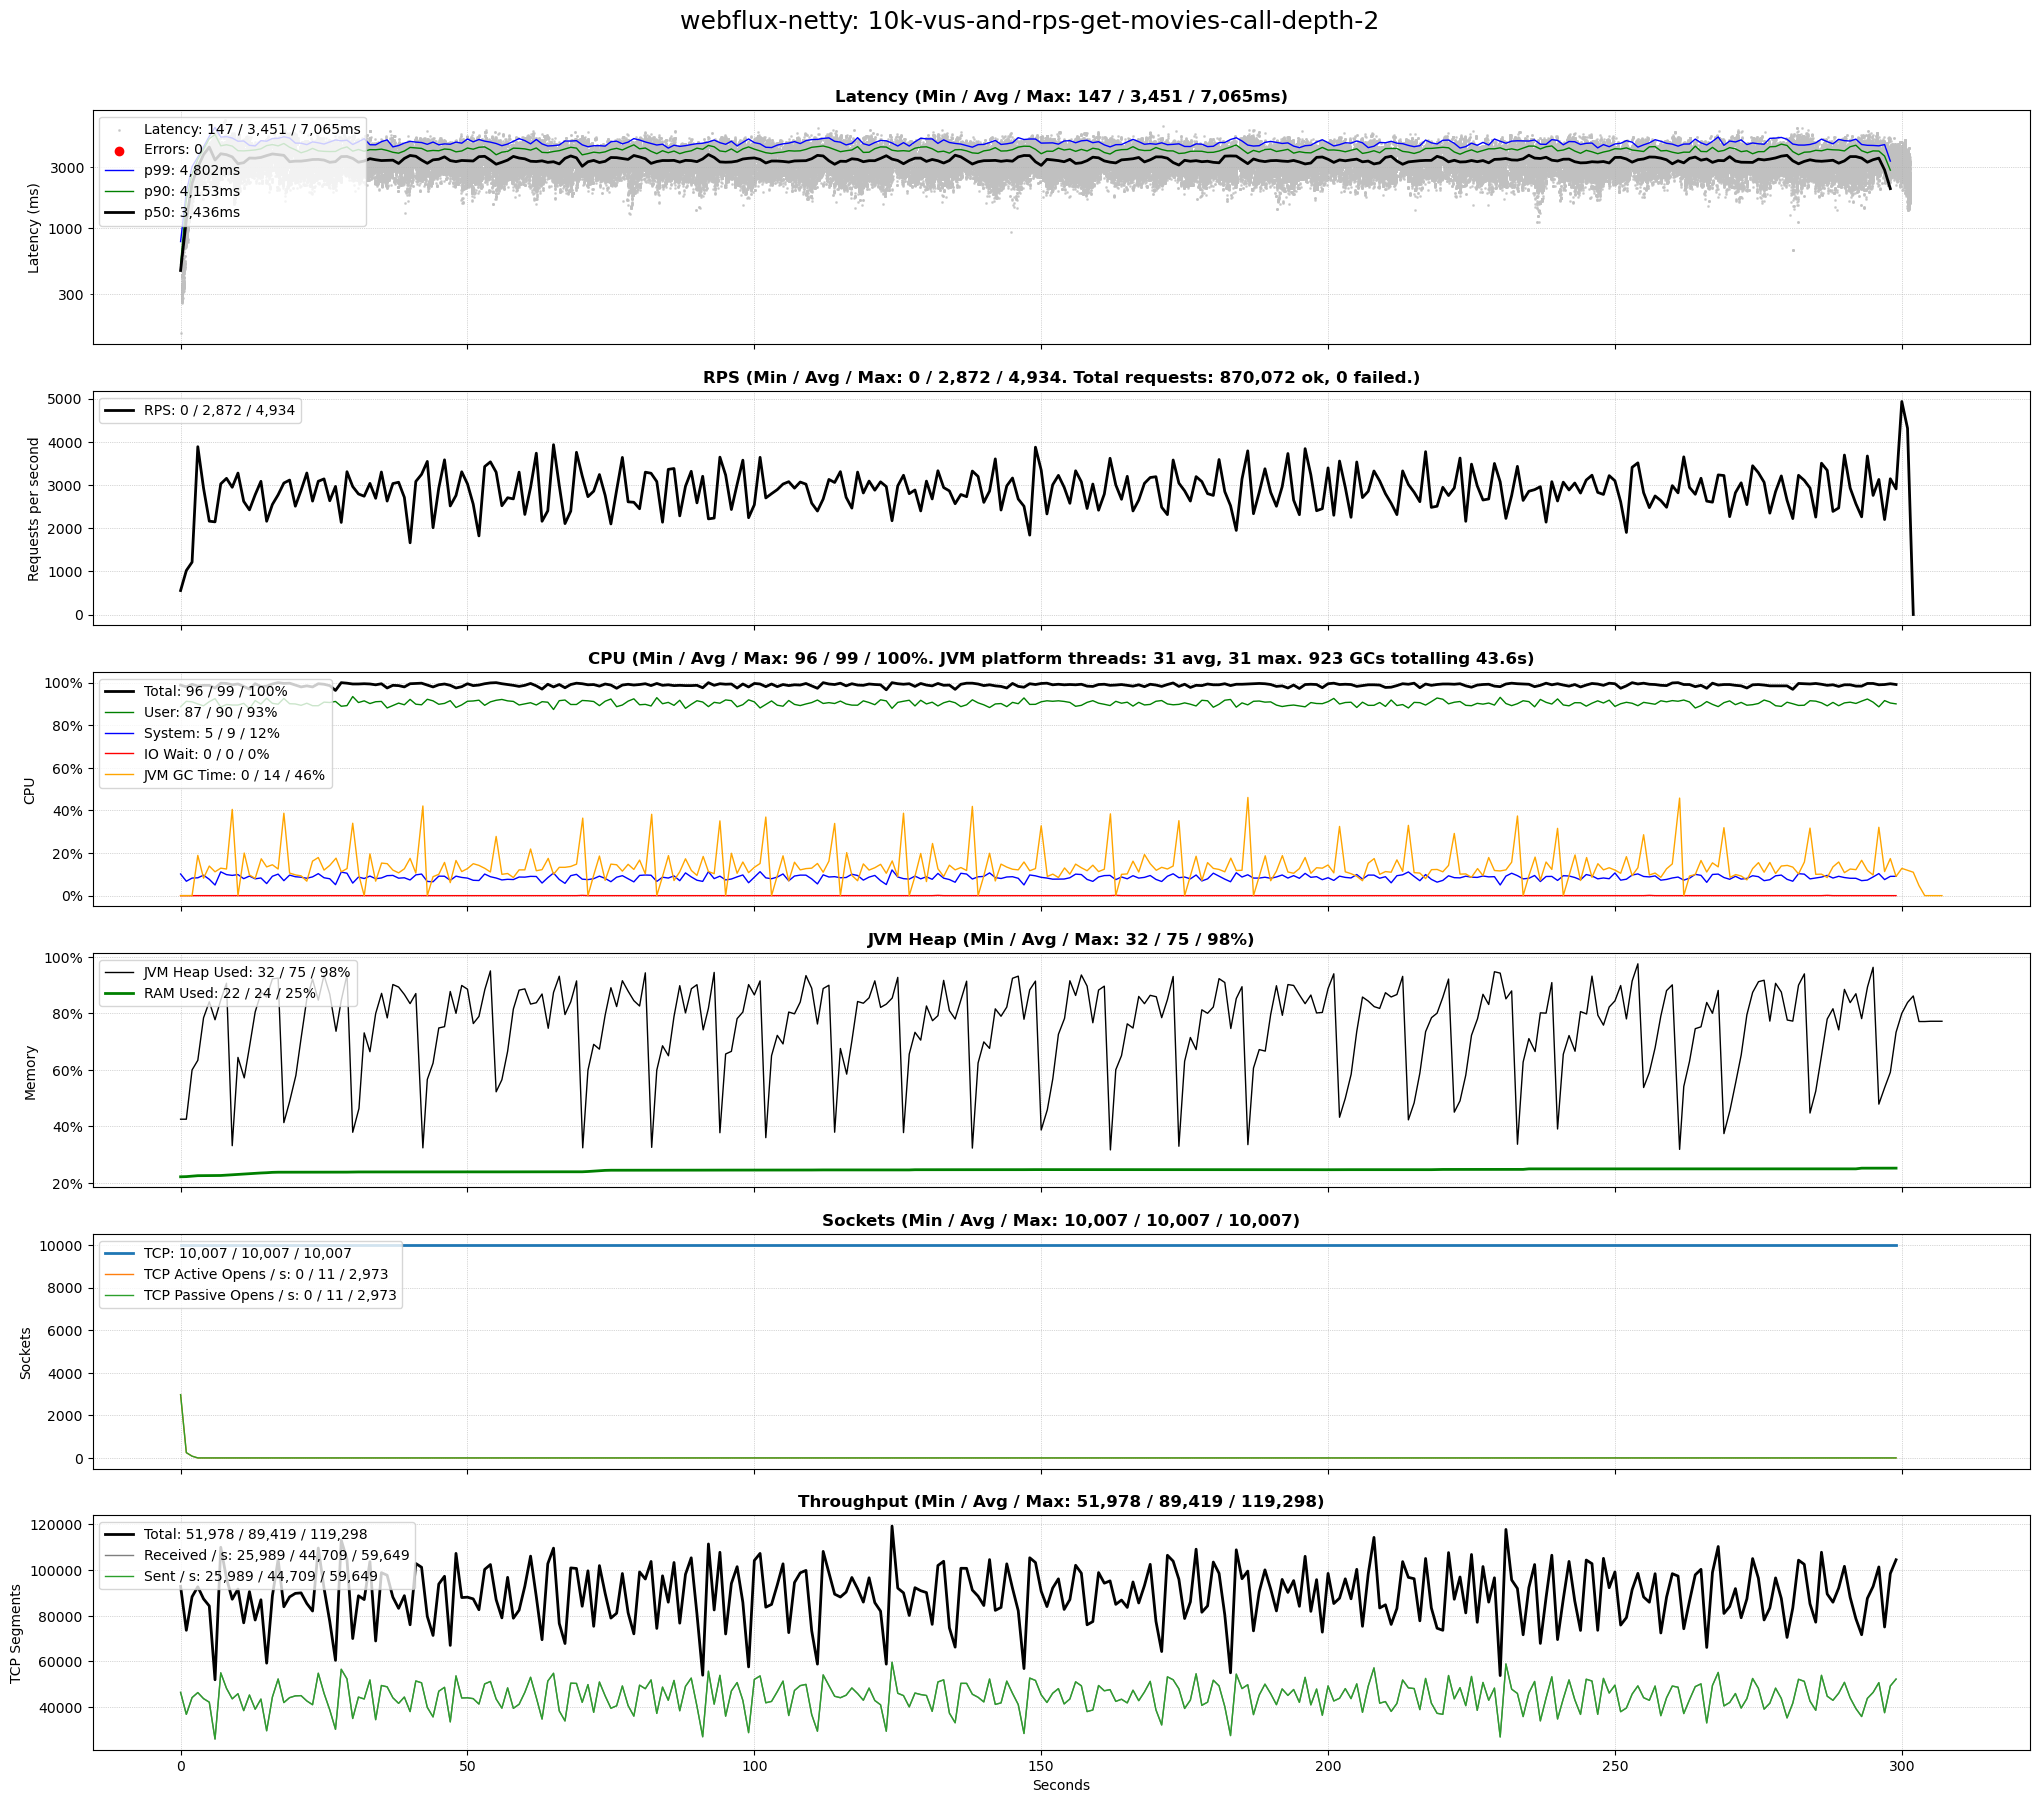 webflux-netty: 10k-vus-and-rps-get-movies-call-depth-2
Latency (Min / Avg / Max: 147 / 3,451 / 7,065ms)
Latency: 147 / 3,451 / 7,065ms
Errors: 0
p99: 4,802ms
p90: 4,153ms
p50: 3,436ms
3000
1000
300
Latency (ms)
RPS (Min / Avg / Max: 0 / 2,872 / 4,934. Total requests: 870,072 ok, 0 failed.)
RPS: 0 / 2,872 / 4,934
5000
4000
3000
2000
1000
0
Requests per second
CPU (Min / Avg / Max: 96 / 99 / 100%. JVM platform threads: 31 avg, 31 max. 923 GCs totalling 43.6s)
Total: 96 / 99 / 100%
User: 87 / 90 / 93%
System: 5 / 9 / 12%
IO Wait: 0 / 0 / 0%
JVM GC Time: 0 / 14 / 46%
100%
80%
60%
40%
20%
0%
CPU
JVM Heap (Min / Avg / Max: 32 / 75 / 98%)
JVM Heap Used: 32 / 75 / 98%
RAM Used: 22 / 24 / 25%
100%
80%
60%
40%
20%
Memory
Sockets (Min / Avg / Max: 10,007 / 10,007 / 10,007)
TCP: 10,007 / 10,007 / 10,007
TCP Active Opens / s: 0 / 11 / 2,973
TCP Passive Opens / s: 0 / 11 / 2,973
10000
8000
6000
4000
2000
0
Sockets
Throughput (Min / Avg / Max: 51,978 / 89,419 / 119,298)
Total: 51,978 / 89,419 / 119,298
Received / s: 25,989 / 44,709 / 59,649
Sent / s: 25,989 / 44,709 / 59,649
120000
100000
80000
60000
40000
TCP Segments
0 50 100 150 200 250 300
Seconds